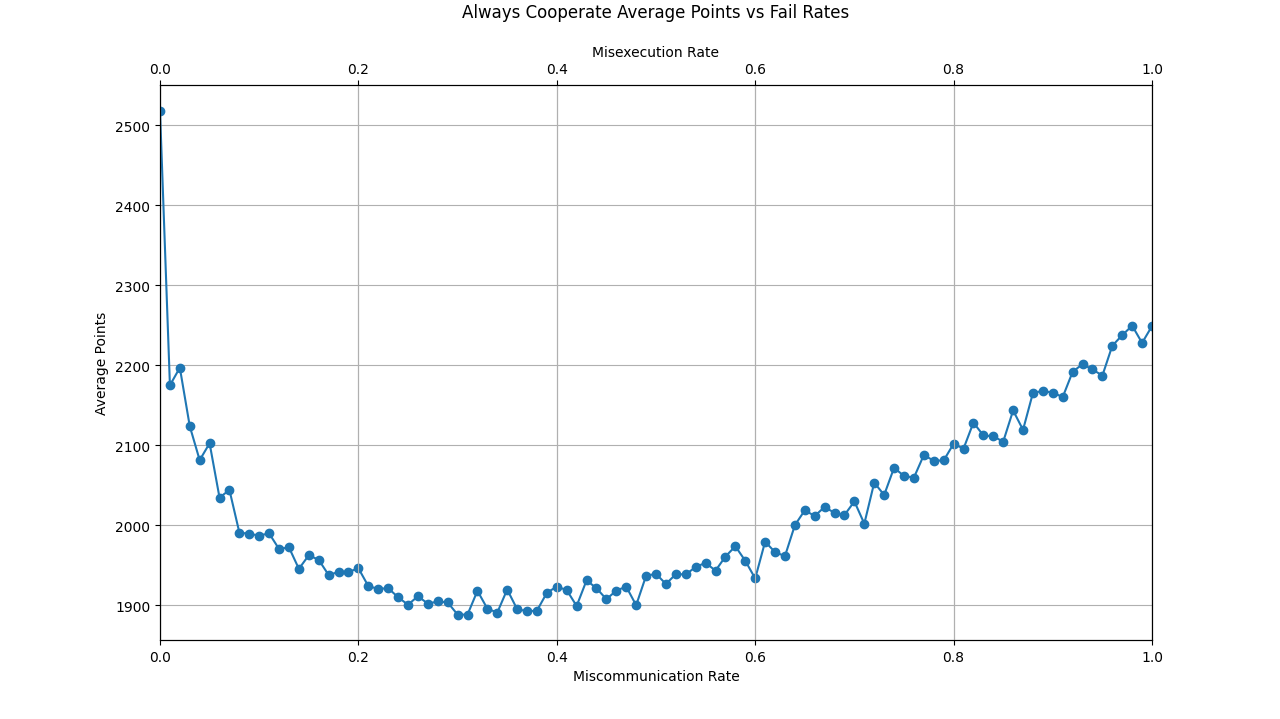 Always Cooperate Average Points vs Fail Rates
Misexecution Rate
0.0 0.2 0.4 0.6 0.8 1.0
2500
2400
2300
2200
2100
2000
1900
Average Points
0.0 0.2 0.4 0.6 0.8 1.0
Miscommunication Rate